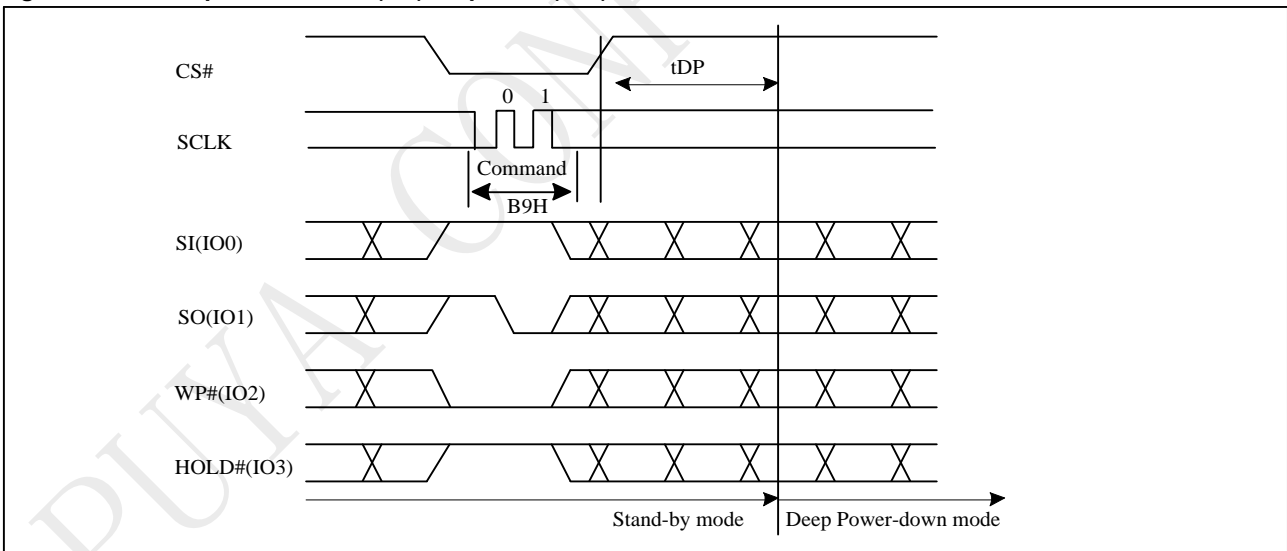 CS#
tDP
0 1
SCLK
Command
B9H
SI(IO0)
SO(IO1)
WP#(IO2)
HOLD#(IO3)
Stand-by mode
Deep Power-down mode
PUYA